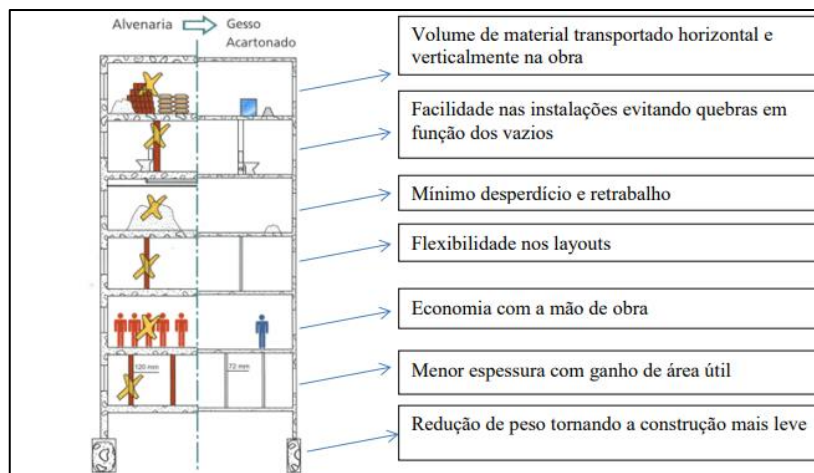 Alvenaria
Gesso
Acartonado
Volume de material transportado horizontal e
verticalmente na obra
Facilidade nas instalações evitando quebras em
função dos vazios
Mínimo desperdício e retrabalho
Flexibilidade nos layouts
Economia com a mão de obra
120 mm
72 mm
Menor espessura com ganho de área útil
Redução de peso tornando a construção mais leve